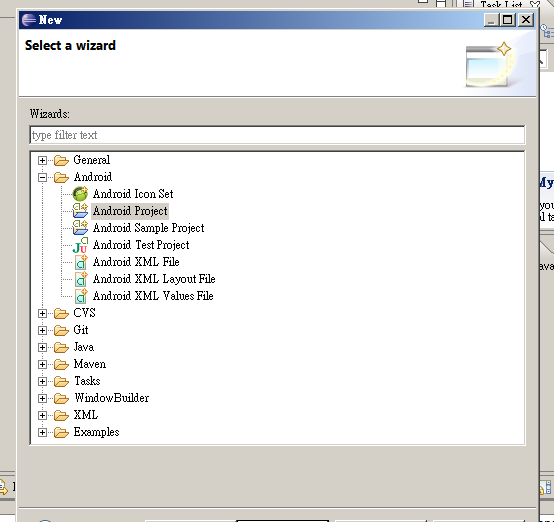 New
Task List
Select a wizard
Wizards:
type filter text
General
Android
Android Icon Set
Android Project
Android Sample Project
Android Test Project
Android XML File
Android XML Layout File
Android XML Values File
CVS
Git
Java
Maven
Tasks
WindowBuilder
XML
Examples
My